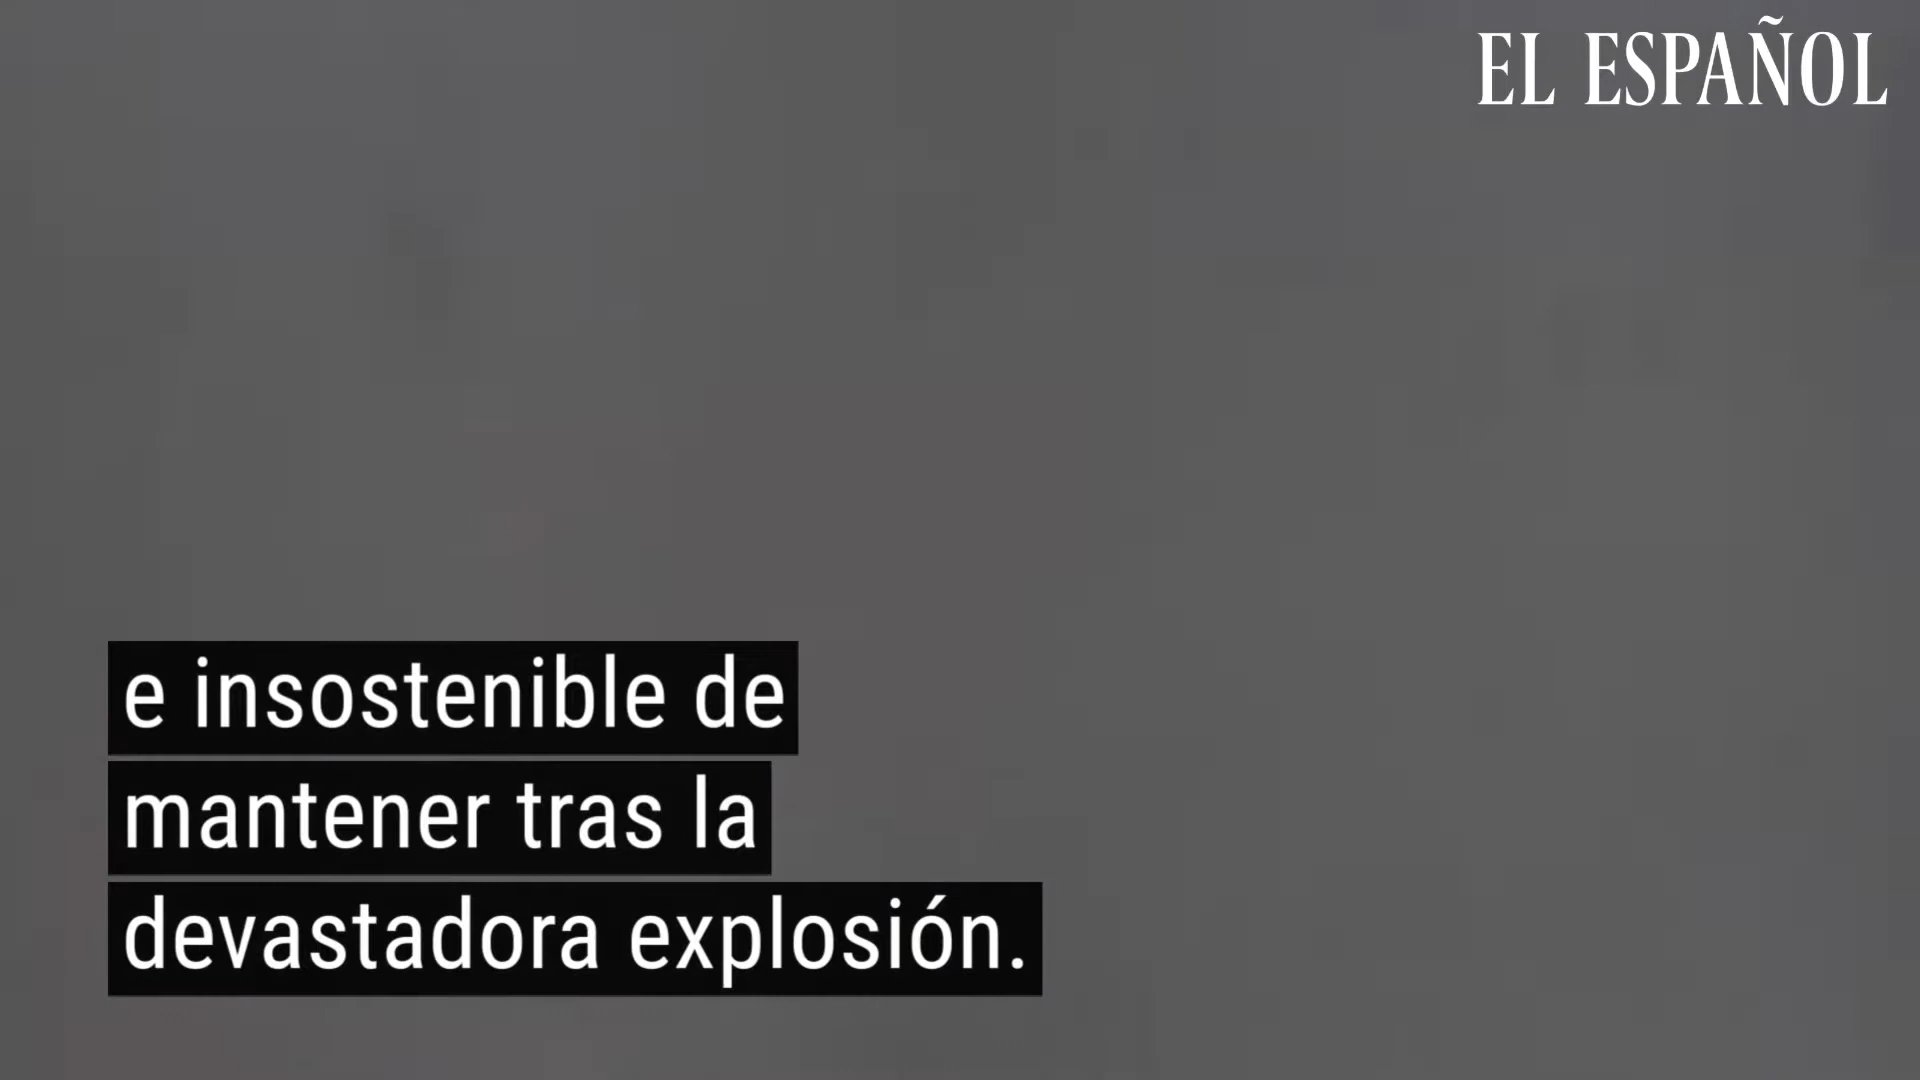 EL ESPAÑOL
e insostenible de
mantener tras la
devastadora explosión.